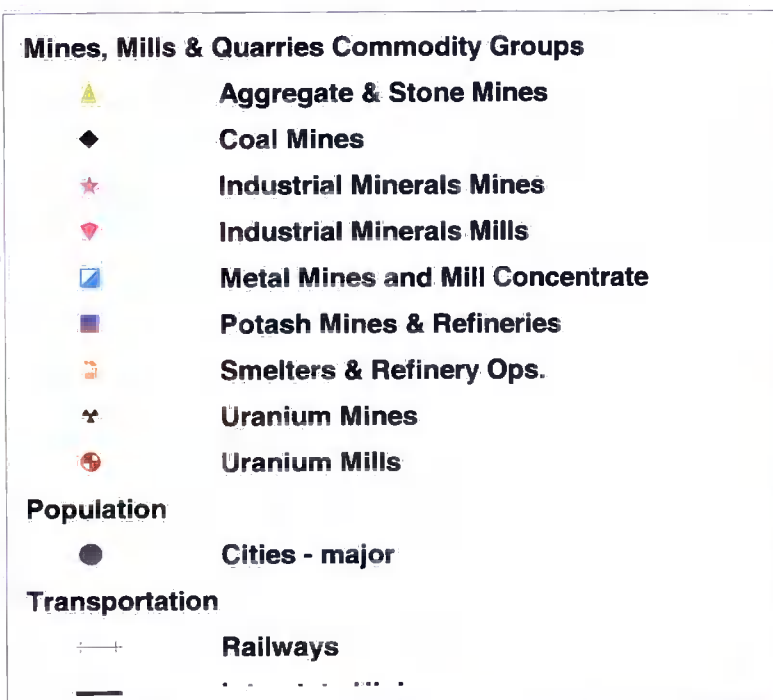 Mines, Mills & Quarries Commodity Groups
Aggregate & Stone Mines
Coal Mines
Industrial Minerals Mines
Industrial Minerals Mills
Metal Mines and Mill Concentrate
Potash Mines & Refineries
Smelters & Refinery Ops.
Uranium Mines
Uranium Mills
Population
Cities - major
Transportation
Railways